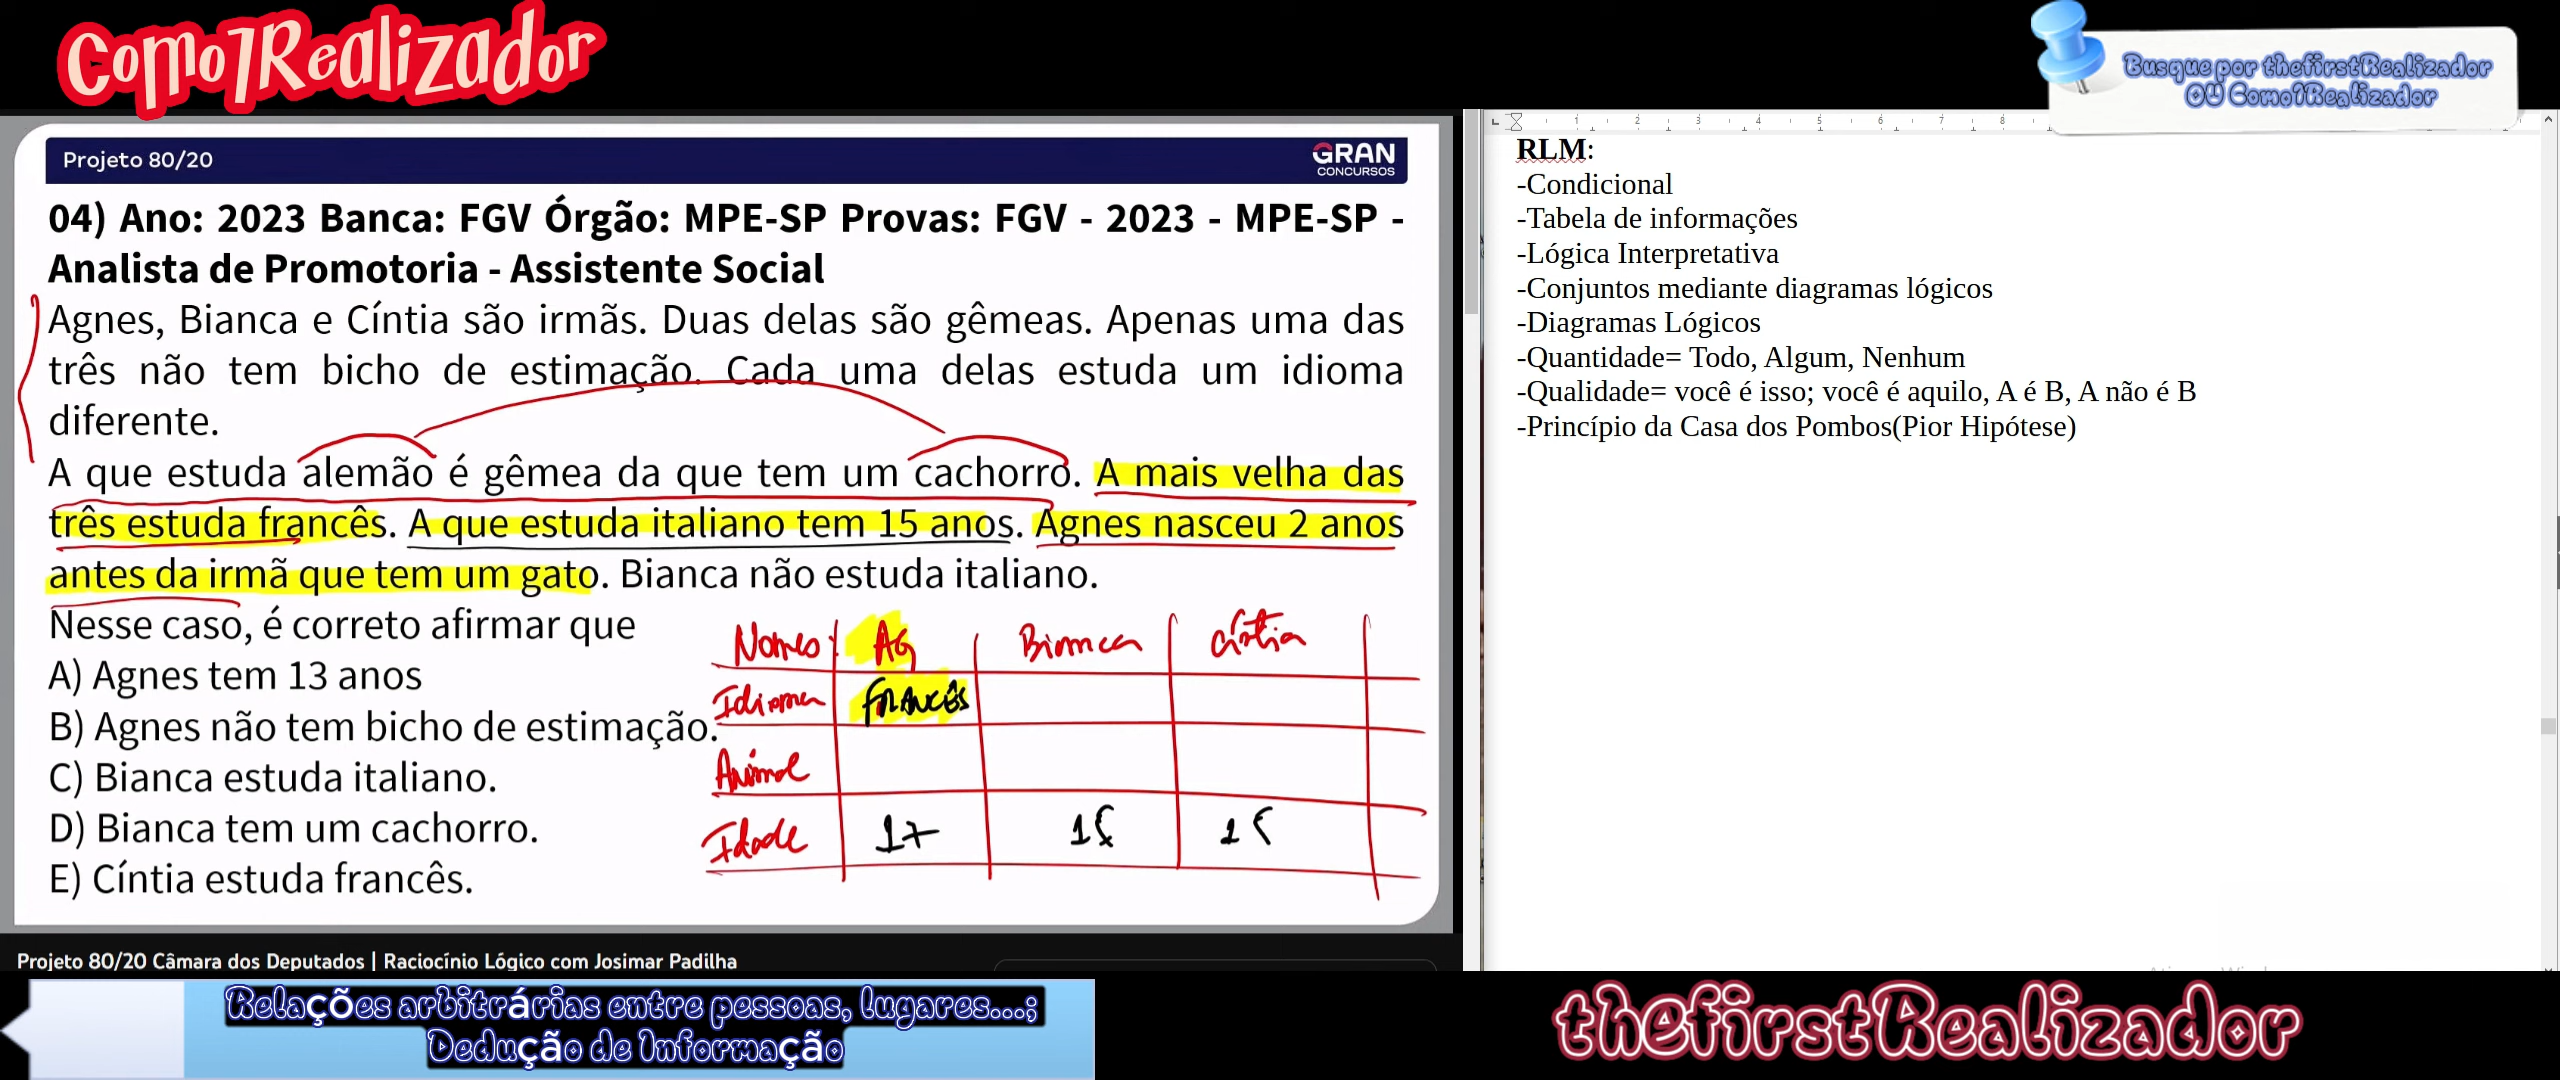 Como1Realizador
Busque por thefirstRealizador
OU Como1Realizador
Projeto 80/20
GRAN
CONCURSOS
04) Ano: 2023 Banca: FGV Órgão: MPE-SP Provas: FGV - 2023 - MPE-SP -
Analista de Promotoria - Assistente Social
Agnes, Bianca e Cíntia são irmãs. Duas delas são gêmeas. Apenas uma das
três não tem bicho de estimação. Cada uma delas estuda um idioma
diferente.
A que estuda alemão é gêmea da que tem um cachorro. A mais velha das
três estuda francês. A que estuda italiano tem 15 anos. Agnes nasceu 2 anos
antes da irmã que tem um gato. Bianca não estuda italiano.
Nesse caso, é correto afirmar que
A) Agnes tem 13 anos
B) Agnes não tem bicho de estimação.
C) Bianca estuda italiano.
D) Bianca tem um cachorro.
E) Cíntia estuda francês.
Nomes: AG Bianca Cíntia
Idioma FRANCÊS
Animal
Idade 17 15 15
Projeto 80/20 Câmara dos Deputados | Raciocínio Lógico com Josimar Padilha
RLM:
-Condicional
-Tabela de informações
-Lógica Interpretativa
-Conjuntos mediante diagramas lógicos
-Diagramas Lógicos
-Quantidade= Todo, Algum, Nenhum
-Qualidade= você é isso; você é aquilo, A é B, A não é B
-Princípio da Casa dos Pombos(Pior Hipótese)
Relações arbitrárias entre pessoas, lugares...;
Dedução de Informação
thefirstRealizador